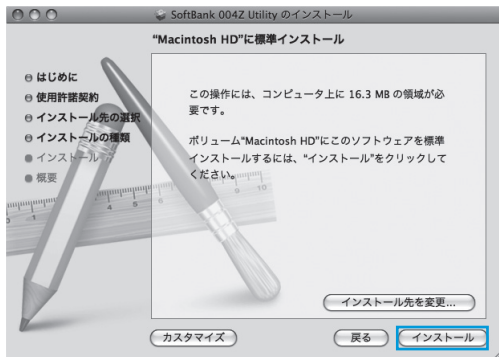 SoftBank 004Z Utility のインストール
"Macintosh HD"に標準インストール
はじめに
使用許諾契約
インストール先の選択
インストールの種類
インストール
概要
この操作には、コンピュータ上に 16.3 MB の領域が必
要です。
ボリューム"Macintosh HD"にこのソフトウェアを標準
インストールするには、"インストール"をクリックして
ください。
インストール先を変更...
カスタマイズ
戻る
インストール